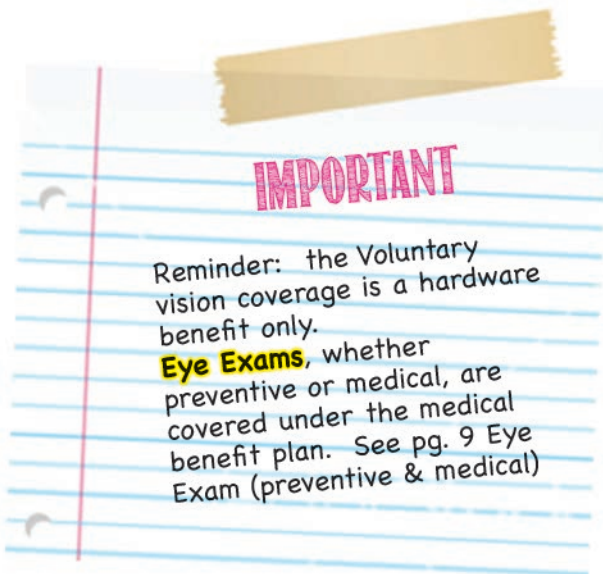 IMPORTANT
Reminder: the Voluntary
vision coverage is a hardware
benefit only.
Eye Exams, whether
preventive or medical, are
covered under the medical
benefit plan. See pg. 9 Eye
Exam (preventive & medical)